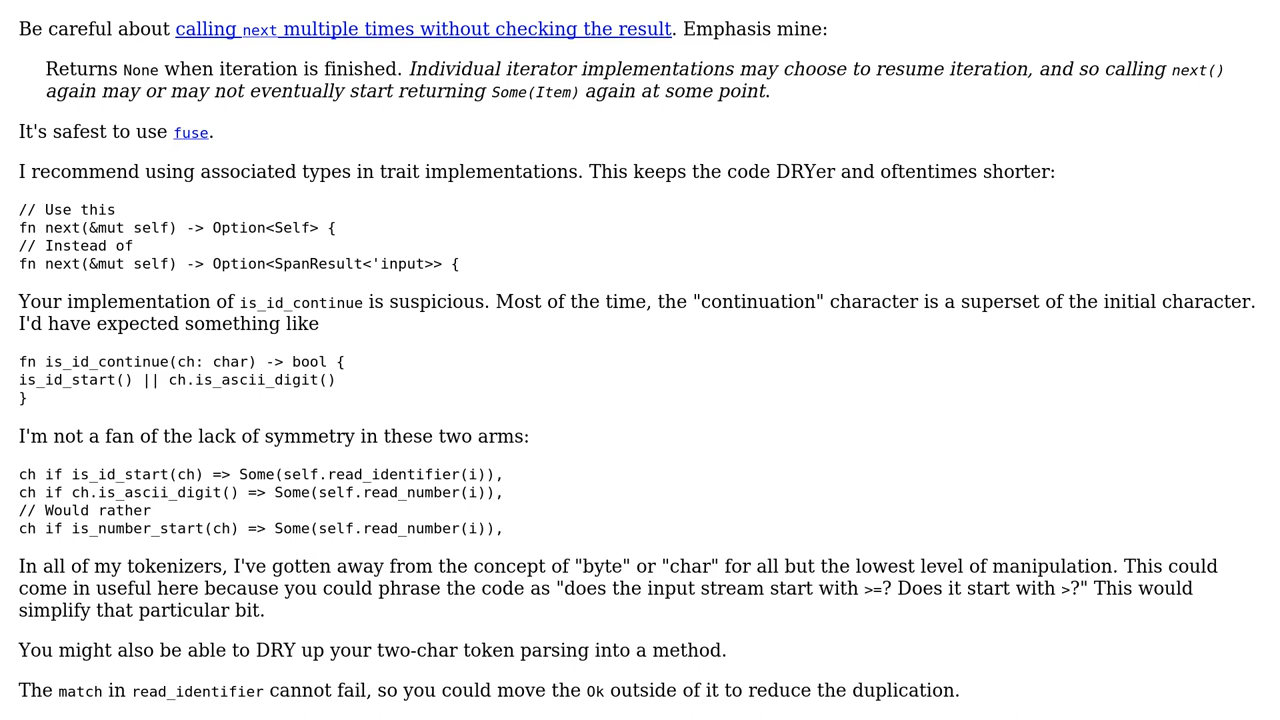 Be careful about calling next multiple times without checking the result. Emphasis mine:
Returns None when iteration is finished. Individual iterator implementations may choose to resume iteration, and so calling next()
again may or may not eventually start returning Some(Item) again at some point.
It's safest to use fuse.
I recommend using associated types in trait implementations. This keeps the code DRYer and oftentimes shorter:
// Use this
fn next(&mut self) -> Option<Self> {
// Instead of
fn next(&mut self) -> Option<SpanResult<'input>> {
Your implementation of is_id_continue is suspicious. Most of the time, the "continuation" character is a superset of the initial character.
I'd have expected something like
fn is_id_continue(ch: char) -> bool {
is_id_start() || ch.is_ascii_digit()
}
I'm not a fan of the lack of symmetry in these two arms:
ch if is_id_start(ch) => Some(self.read_identifier(i)),
ch if ch.is_ascii_digit() => Some(self.read_number(i)),
// Would rather
ch if is_number_start(ch) => Some(self.read_number(i)),
In all of my tokenizers, I've gotten away from the concept of "byte" or "char" for all but the lowest level of manipulation. This could
come in useful here because you could phrase the code as "does the input stream start with >=? Does it start with >?" This would
simplify that particular bit.
You might also be able to DRY up your two-char token parsing into a method.
The match in read_identifier cannot fail, so you could move the Ok outside of it to reduce the duplication.